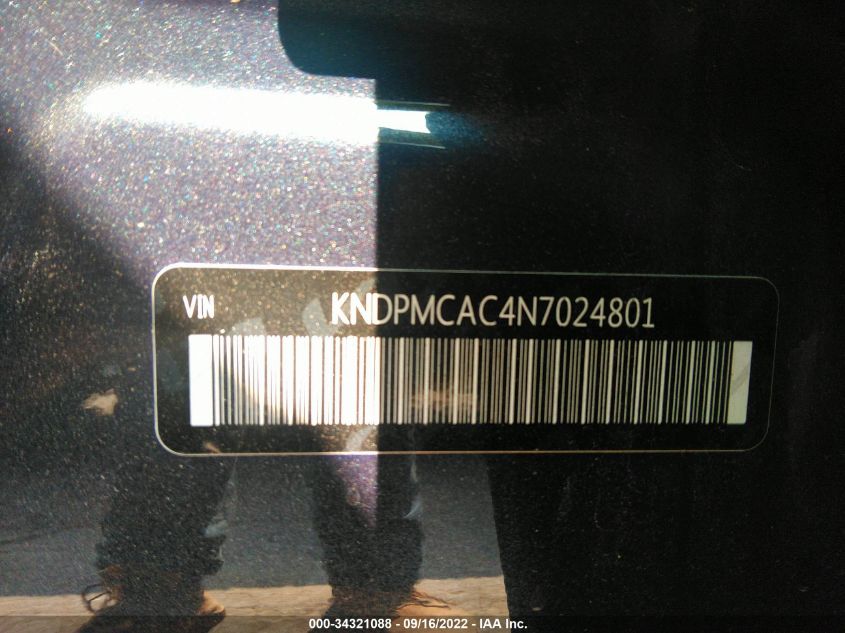 VIN KNDPMCAC4N7024801
000-34321088 - 09/16/2022 - IAA Inc.